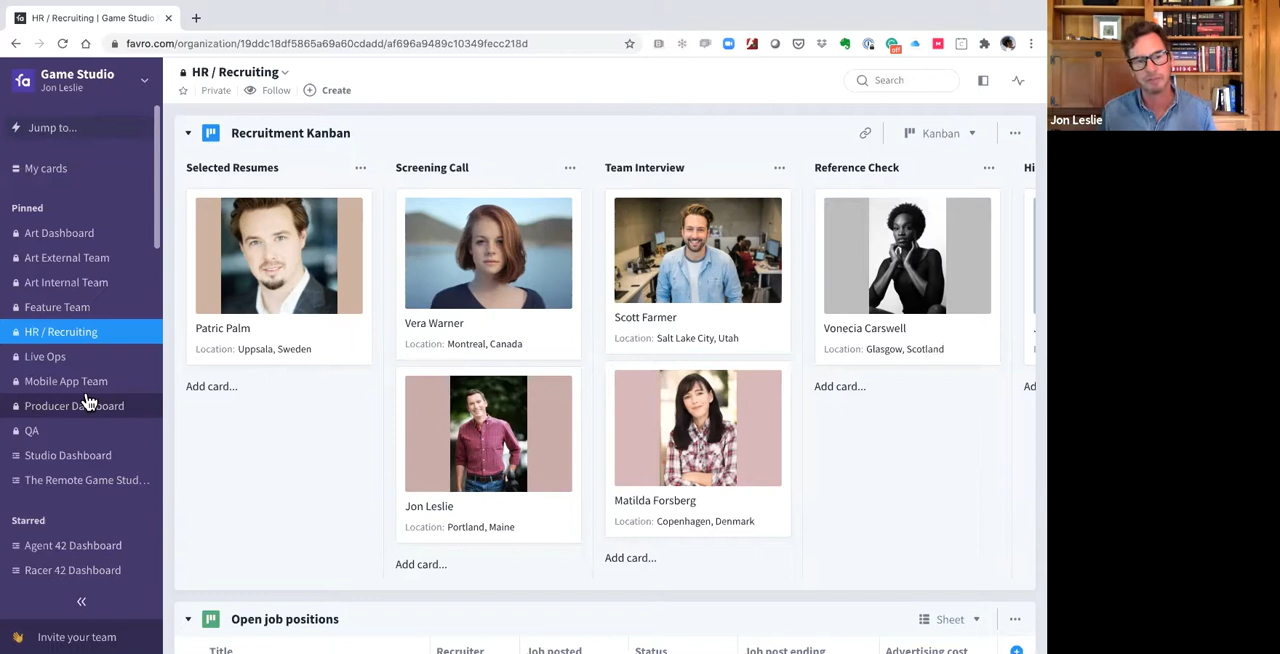 HR / Recruiting | Game Studio
favro.com/organization/19ddc18df5865a69a60cdadd/af696a9489c10349fecc218d
off
fa
Game Studio
Jon Leslie
Jump to...
My cards
Pinned
Art Dashboard
Art External Team
Art Internal Team
Feature Team
HR / Recruiting
Live Ops
Mobile App Team
Producer Dashboard
QA
Studio Dashboard
The Remote Game Stud...
Starred
Agent 42 Dashboard
Racer 42 Dashboard
Invite your team
HR / Recruiting
Private
Follow
Create
Search
Recruitment Kanban
Kanban
Selected Resumes
Patric Palm
Location: Uppsala, Sweden
Add card...
Screening Call
Vera Warner
Location: Montreal, Canada
Jon Leslie
Location: Portland, Maine
Add card...
Team Interview
Scott Farmer
Location: Salt Lake City, Utah
Matilda Forsberg
Location: Copenhagen, Denmark
Add card...
Reference Check
Vonecia Carswell
Location: Glasgow, Scotland
Add card...
Hi
Ad
Open job positions
Sheet
Title Recruiter Job posted Status Job post ending Advertising cost
Jon Leslie